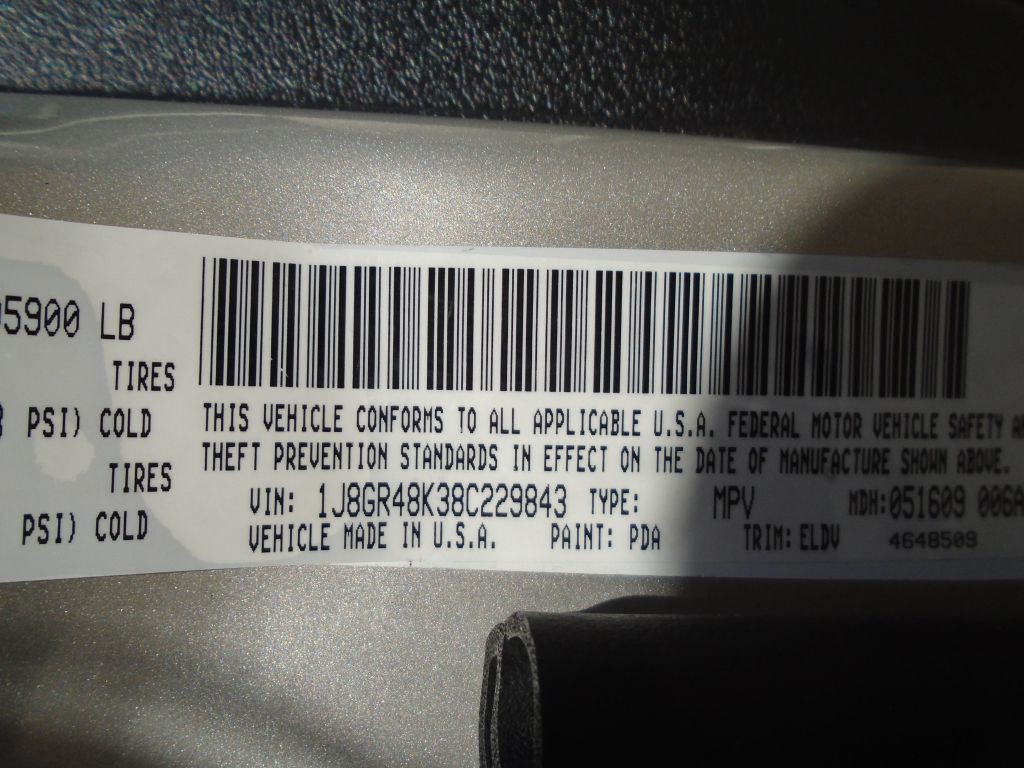 5900 LB
TIRES
PSI) COLD
TIRES
PSI) COLD
THIS VEHICLE CONFORMS TO ALL APPLICABLE U.S.A. FEDERAL MOTOR VEHICLE SAFETY
THEFT PREVENTION STANDARDS IN EFFECT ON THE DATE OF MANUFACTURE SHOWN ABOVE.
VIN: 1J8GR48K38C229843 TYPE: MPV MDH:051609 006A
VEHICLE MADE IN U.S.A. PAINT: PDA TRIM: ELDV 4648509